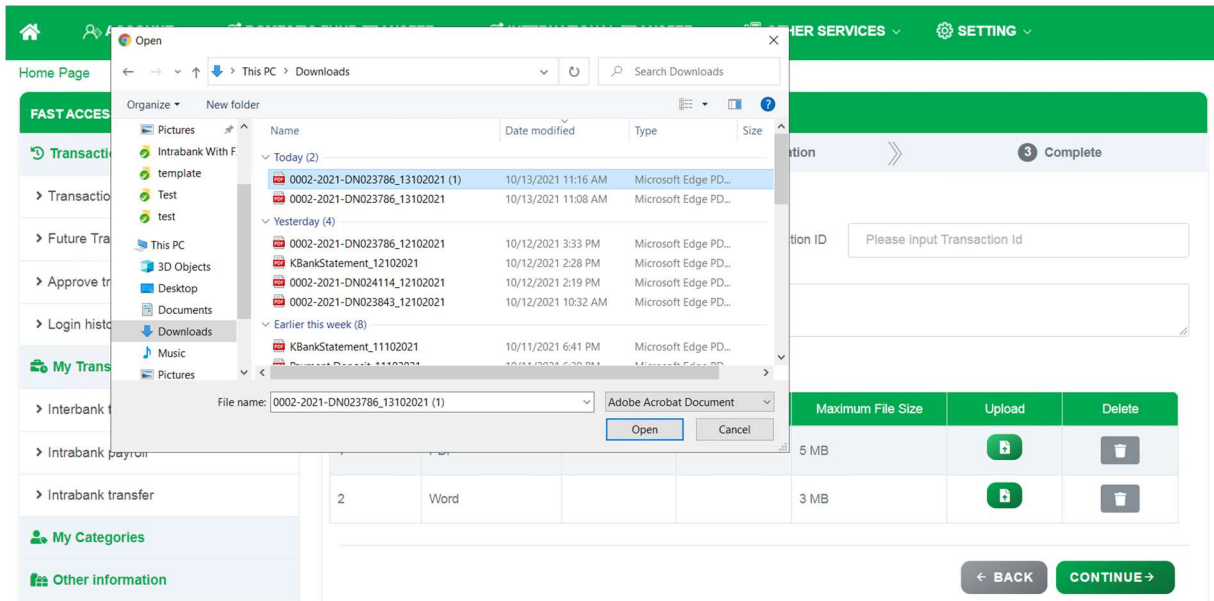 HER SERVICES
SETTING
Home Page
FAST ACCES
Open
This PC > Downloads
Search Downloads
Organize
New folder
Pictures
Intrabank With F
template
Test
test
This PC
3D Objects
Desktop
Documents
Downloads
Music
Pictures
Name Date modified Type Size
Today (2)
0002-2021-DN023786_13102021 (1) 10/13/2021 11:16 AM Microsoft Edge PD...
0002-2021-DN023786_13102021 10/13/2021 11:08 AM Microsoft Edge PD...
Yesterday (4)
0002-2021-DN023786_12102021 10/12/2021 3:33 PM Microsoft Edge PD...
KBankStatement_12102021 10/12/2021 2:28 PM Microsoft Edge PD...
0002-2021-DN024114_12102021 10/12/2021 2:19 PM Microsoft Edge PD...
0002-2021-DN023843_12102021 10/12/2021 10:32 AM Microsoft Edge PD...
Earlier this week (8)
KBankStatement_11102021 10/11/2021 6:41 PM Microsoft Edge PD...
File name: 0002-2021-DN023786_13102021 (1) Adobe Acrobat Document
Open Cancel
Transacti
> Transactio
> Future Tra
> Approve tr
> Login histo
My Trans
> Interbank t
> Intrabank payroll
> Intrabank transfer
My Categories
Other information
ation
3 Complete
tion ID Please input Transaction Id
Maximum File Size Upload Delete
5 MB
2 Word 3 MB
← BACK CONTINUE→